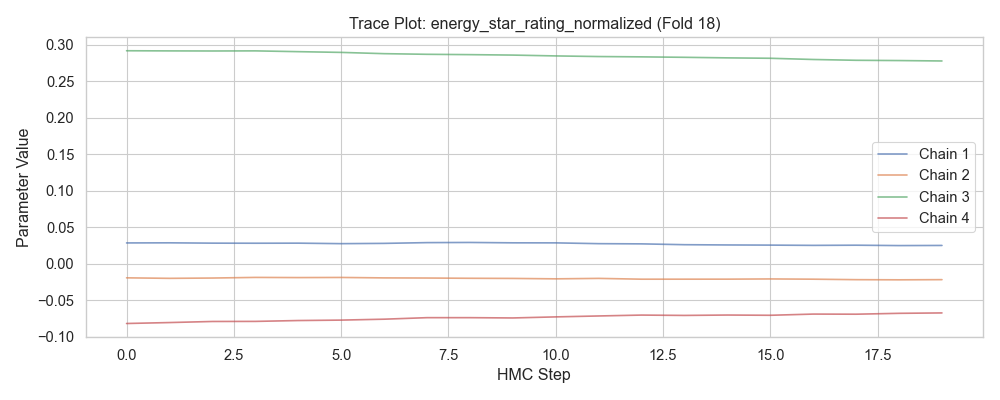 Trace Plot: energy_star_rating_normalized (Fold 18)
Parameter Value
0.30
0.25
0.20
0.15
0.10
0.05
0.00
−0.05
−0.10
Chain 1
Chain 2
Chain 3
Chain 4
0.0 2.5 5.0 7.5 10.0 12.5 15.0 17.5
HMC Step